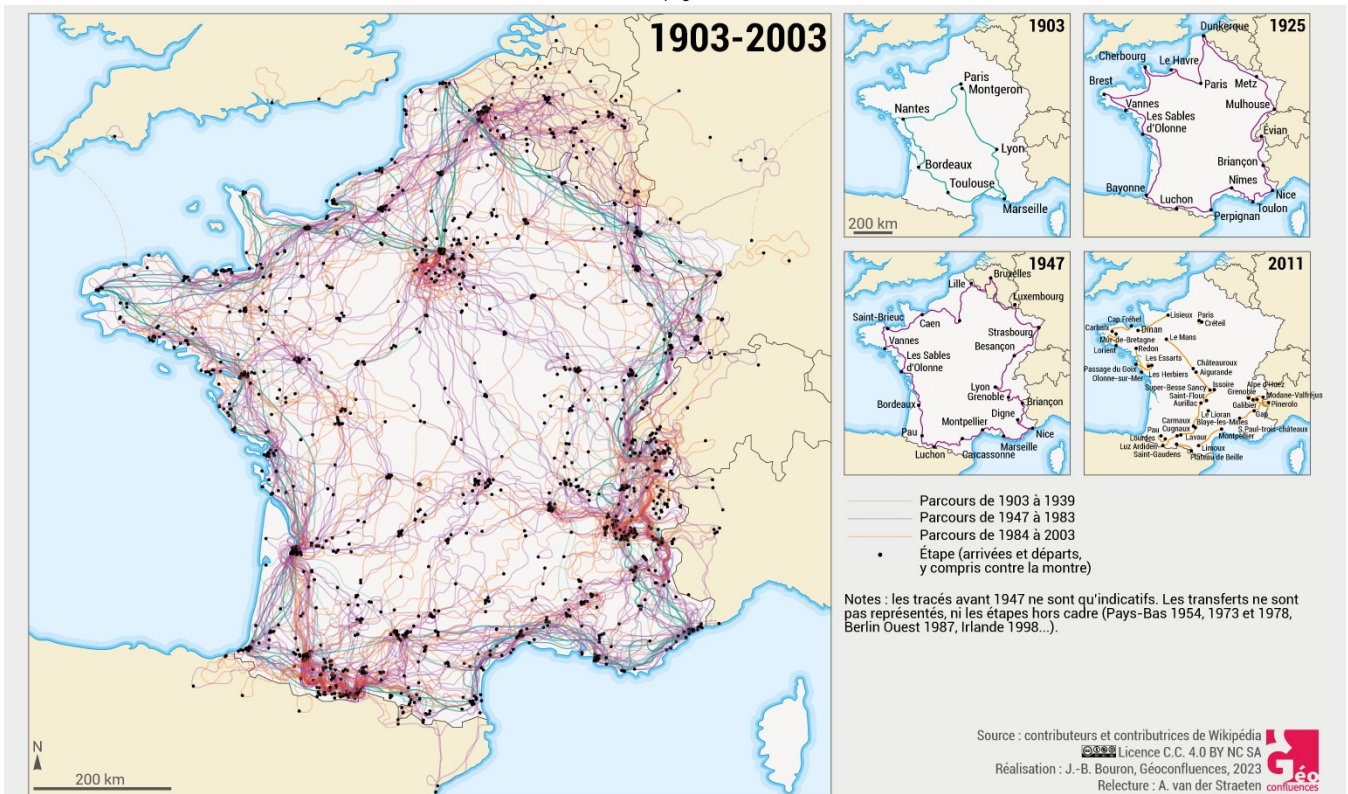 1903-2003
N
200 km
1903
Paris
Montgeron
Nantes
Lyon
Bordeaux
Toulouse
Marseille
200 km
1925
Dunkerque
Cherbourg
Le Havre
Brest
Paris
Metz
Vannes
Mulhouse
Les Sables
d'Olonne
Évian
Briançon
Nîmes
Bayonne
Nice
Luchon
Toulon
Perpignan
1947
Bruxelles
Lille
Luxembourg
Saint-Brieuc
Caen
Strasbourg
Vannes
Besançon
Les Sables
d'Olonne
Lyon
Grenoble
Briançon
Bordeaux
Digne
Montpellier
Pau
Nice
Marseille
Luchon
Carcassonne
2011
Cap Fréhel
Lisieux
Paris
Créteil
Carhaix
Dinan
Mûr-de-Bretagne
Le Mans
Lorient
Redon
Les Essarts
Châteauroux
Passage du Goix
Aigurande
Olonne-sur-Mer
Les Herbiers
Super-Besse Sancy
Issoire
Alpe d'Huez
Saint-Flour
Grenoble
Modane-Valfréjus
Aurillac
Galibier
Pinerolo
Le Lioran
Gap
Carmaux
Blaye-les-Mines
Pau
Cugnaux
S.Paul-trois-châteaux
Lourdes
Lavaur
Montpellier
Luz Ardiden
Limoux
Saint-Gaudens
Plateau de Beille
Parcours de 1903 à 1939
Parcours de 1947 à 1983
Parcours de 1984 à 2003
Étape (arrivées et départs,
y compris contre la montre)
Notes : les tracés avant 1947 ne sont qu'indicatifs. Les transferts ne sont
pas représentés, ni les étapes hors cadre (Pays-Bas 1954, 1973 et 1978,
Berlin Ouest 1987, Irlande 1998...).
Source : contributeurs et contributrices de Wikipédia
Licence C.C. 4.0 BY NC SA
Réalisation : J.-B. Bouron, Géoconfluences, 2023
Relecture : A. van der Straeten
Géo
confluences